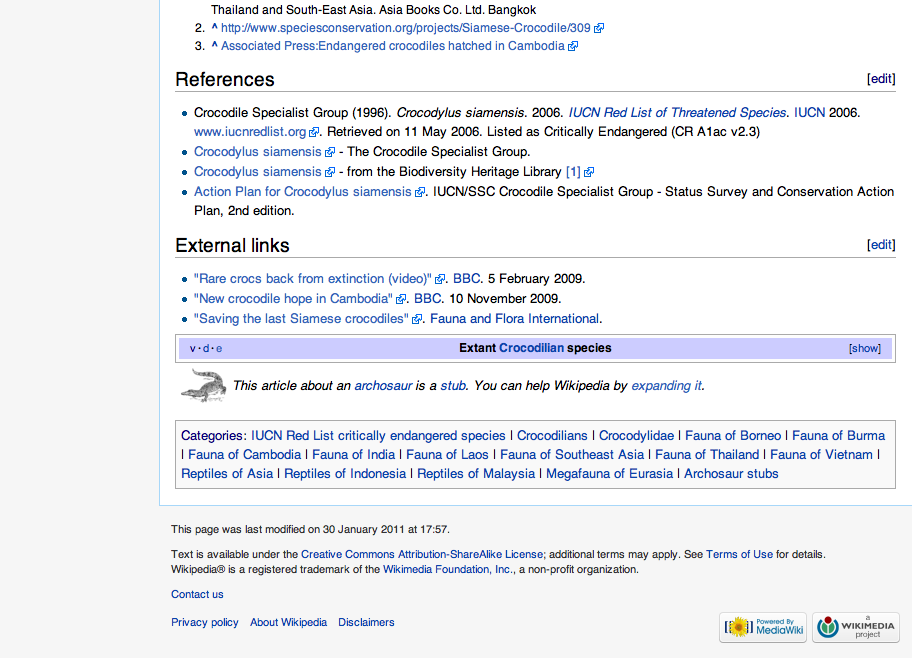 Thailand and South-East Asia. Asia Books Co. Ltd. Bangkok
2. ^ http://www.speciesconservation.org/projects/Siamese-Crocodile/309
3. ^ Associated Press:Endangered crocodiles hatched in Cambodia
References [edit]
• Crocodile Specialist Group (1996). Crocodylus siamensis. 2006. IUCN Red List of Threatened Species. IUCN 2006.
www.iucnredlist.org. Retrieved on 11 May 2006. Listed as Critically Endangered (CR A1ac v2.3)
• Crocodylus siamensis - The Crocodile Specialist Group.
• Crocodylus siamensis - from the Biodiversity Heritage Library [1]
• Action Plan for Crocodylus siamensis. IUCN/SSC Crocodile Specialist Group - Status Survey and Conservation Action
Plan, 2nd edition.
External links [edit]
• "Rare crocs back from extinction (video)". BBC. 5 February 2009.
• "New crocodile hope in Cambodia". BBC. 10 November 2009.
• "Saving the last Siamese crocodiles". Fauna and Flora International.
v · d · e Extant Crocodilian species [show]
This article about an archosaur is a stub. You can help Wikipedia by expanding it.
Categories: IUCN Red List critically endangered species | Crocodilians | Crocodylidae | Fauna of Borneo | Fauna of Burma
| Fauna of Cambodia | Fauna of India | Fauna of Laos | Fauna of Southeast Asia | Fauna of Thailand | Fauna of Vietnam |
Reptiles of Asia | Reptiles of Indonesia | Reptiles of Malaysia | Megafauna of Eurasia | Archosaur stubs
This page was last modified on 30 January 2011 at 17:57.
Text is available under the Creative Commons Attribution-ShareAlike License; additional terms may apply. See Terms of Use for details.
Wikipedia® is a registered trademark of the Wikimedia Foundation, Inc., a non-profit organization.
Contact us
Privacy policy About Wikipedia Disclaimers
Powered By
MediaWiki
a
WIKIMEDIA
project